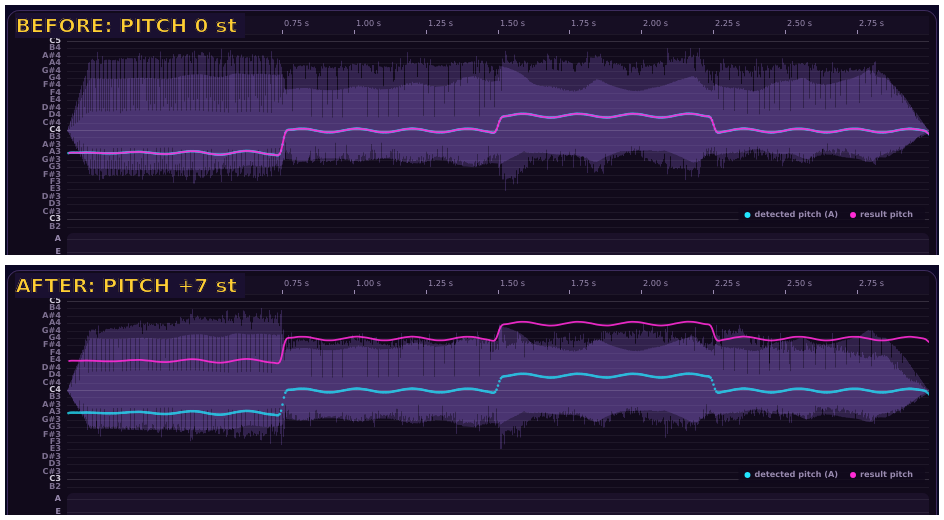 BEFORE: PITCH 0 st
0.75 s 1.00 s 1.25 s 1.50 s 1.75 s 2.00 s 2.25 s 2.50 s 2.75 s
C5
B4
A#4
A4
G#4
G4
F#4
F4
E4
D#4
D4
C#4
C4
B3
A#3
A3
G#3
G3
F#3
F3
E3
D#3
D3
C#3
C3
B2
detected pitch (A) result pitch
A
E
AFTER: PITCH +7 st
0.75 s 1.00 s 1.25 s 1.50 s 1.75 s 2.00 s 2.25 s 2.50 s 2.75 s
C5
B4
A#4
A4
G#4
G4
F#4
F4
E4
D#4
D4
C#4
C4
B3
A#3
A3
G#3
G3
F#3
F3
E3
D#3
D3
C#3
C3
B2
detected pitch (A) result pitch
A
E